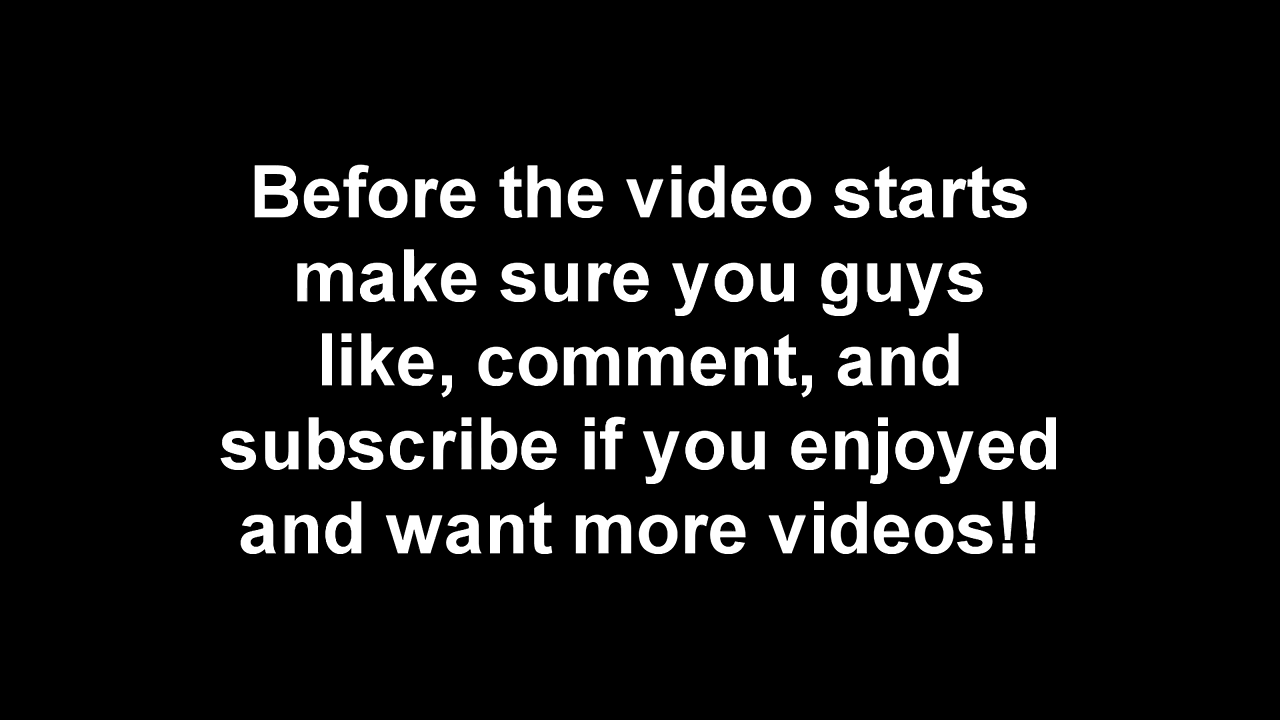 Before the video starts
make sure you guys
like, comment, and
subscribe if you enjoyed
and want more videos!!